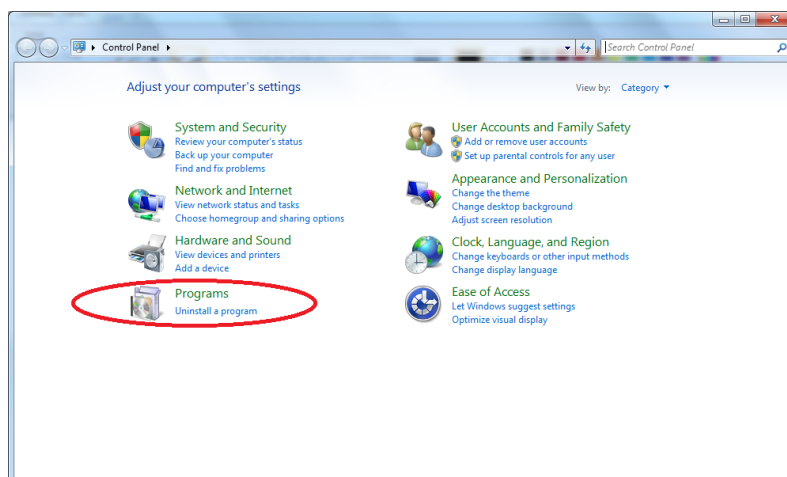 Control Panel
Search Control Panel
Adjust your computer's settings
View by: Category
System and Security
Review your computer's status
Back up your computer
Find and fix problems
Network and Internet
View network status and tasks
Choose homegroup and sharing options
Hardware and Sound
View devices and printers
Add a device
Programs
Uninstall a program
User Accounts and Family Safety
Add or remove user accounts
Set up parental controls for any user
Appearance and Personalization
Change the theme
Change desktop background
Adjust screen resolution
Clock, Language, and Region
Change keyboards or other input methods
Change display language
Ease of Access
Let Windows suggest settings
Optimize visual display